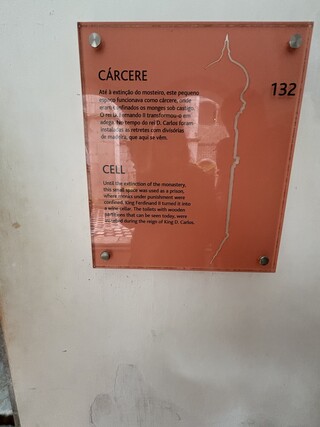 CÁRCERE
132
Até à extinção do mosteiro, este pequeno
espaço funcionava como cárcere, onde
eram confinados os monges sob castigo.
O rei D. Fernando II transformou-o em
adega. No tempo do rei D. Carlos foram
instaladas as retretes com divisórias
de madeira, que aqui se vêm.
CELL
Until the extinction of the monastery,
this small space was used as a prison,
where monks under punishment were
confined. King Ferdinand II turned it into
a wine cellar. The toilets with wooden
partitions that can be seen today, were
installed during the reign of King D. Carlos.